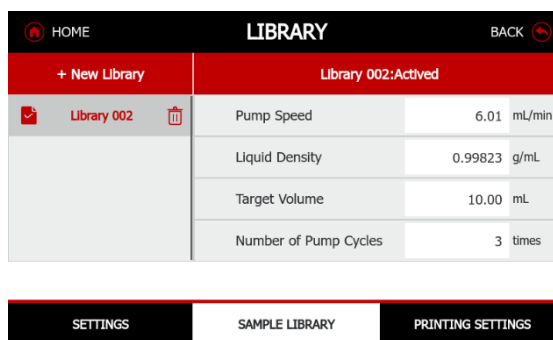 HOME LIBRARY BACK
+ New Library Library 002:Actived
Library 002 Pump Speed 6.01 mL/min
Liquid Density 0.99823 g/mL
Target Volume 10.00 mL
Number of Pump Cycles 3 times
SETTINGS SAMPLE LIBRARY PRINTING SETTINGS